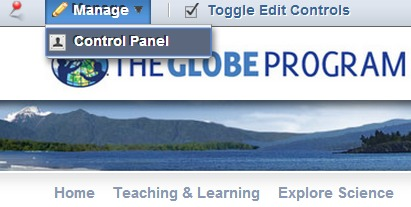 Manage Toggle Edit Controls
Control Panel
THE GLOBE PROGRAM
Home Teaching & Learning Explore Science